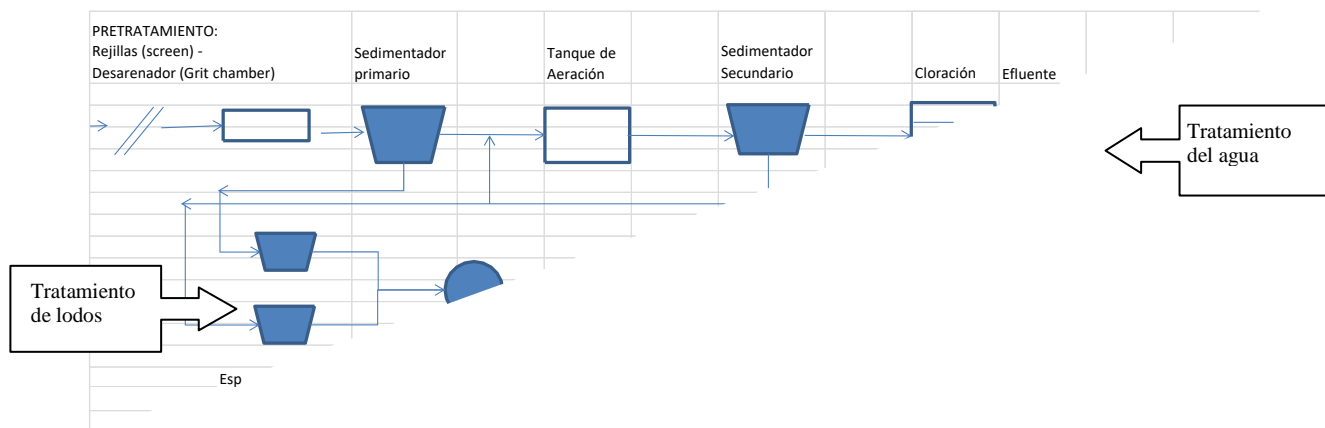 PRETRATAMIENTO:
Rejillas (screen) -
Desarenador (Grit chamber)
Sedimentador
primario
Tanque de
Aeración
Sedimentador
Secundario
Cloración
Efluente
Tratamiento
del agua
Tratamiento
de lodos
Esp